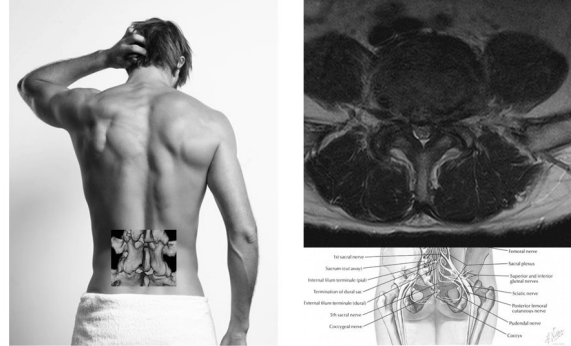 1st sacral nerve
Sacrum (cut away)
Internal filum terminale (pial)
Termination of dural sac
External filum terminale (dural)
5th sacral nerve
Coccygeal nerve
Femoral nerve
Sacral plexus
Superior and inferior
gluteal nerves
Sciatic nerve
Posterior femoral
cutaneous nerve
Pudendal nerve
Coccyx